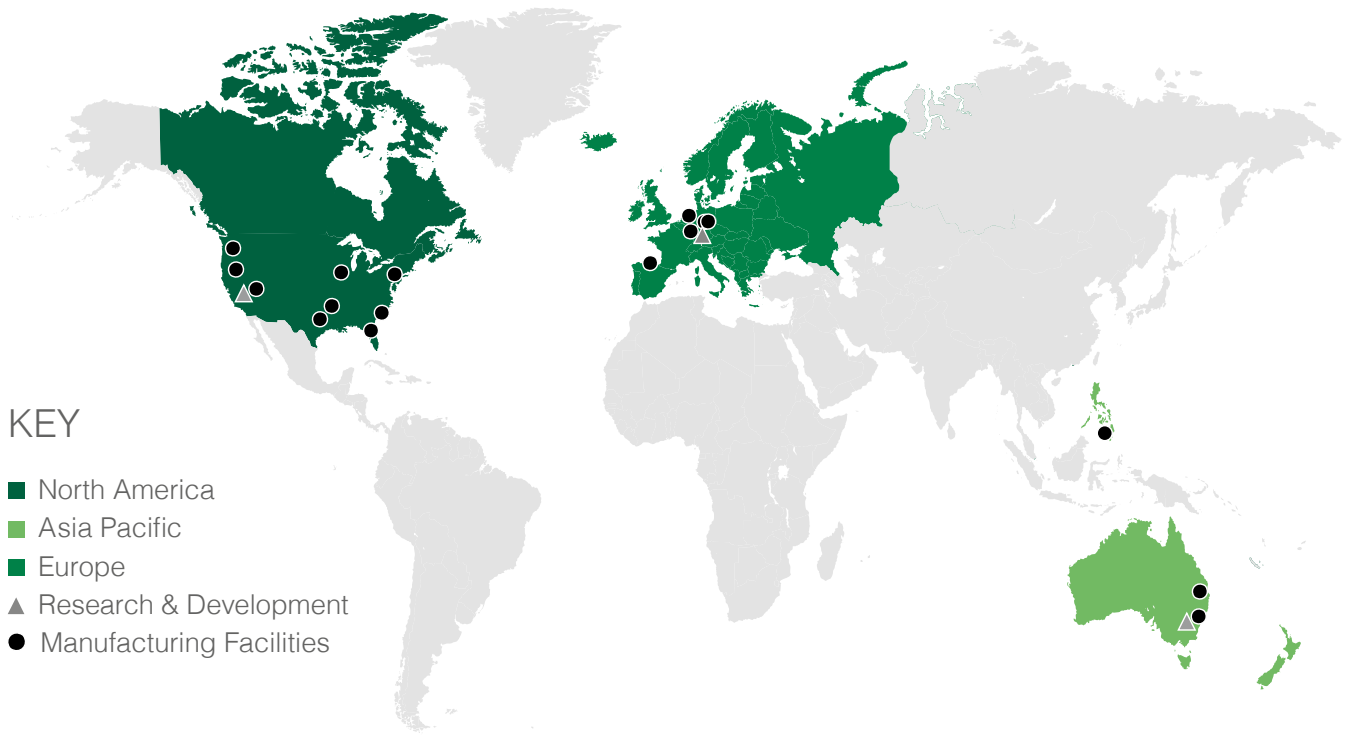 KEY
North America
Asia Pacific
Europe
Research & Development
Manufacturing Facilities